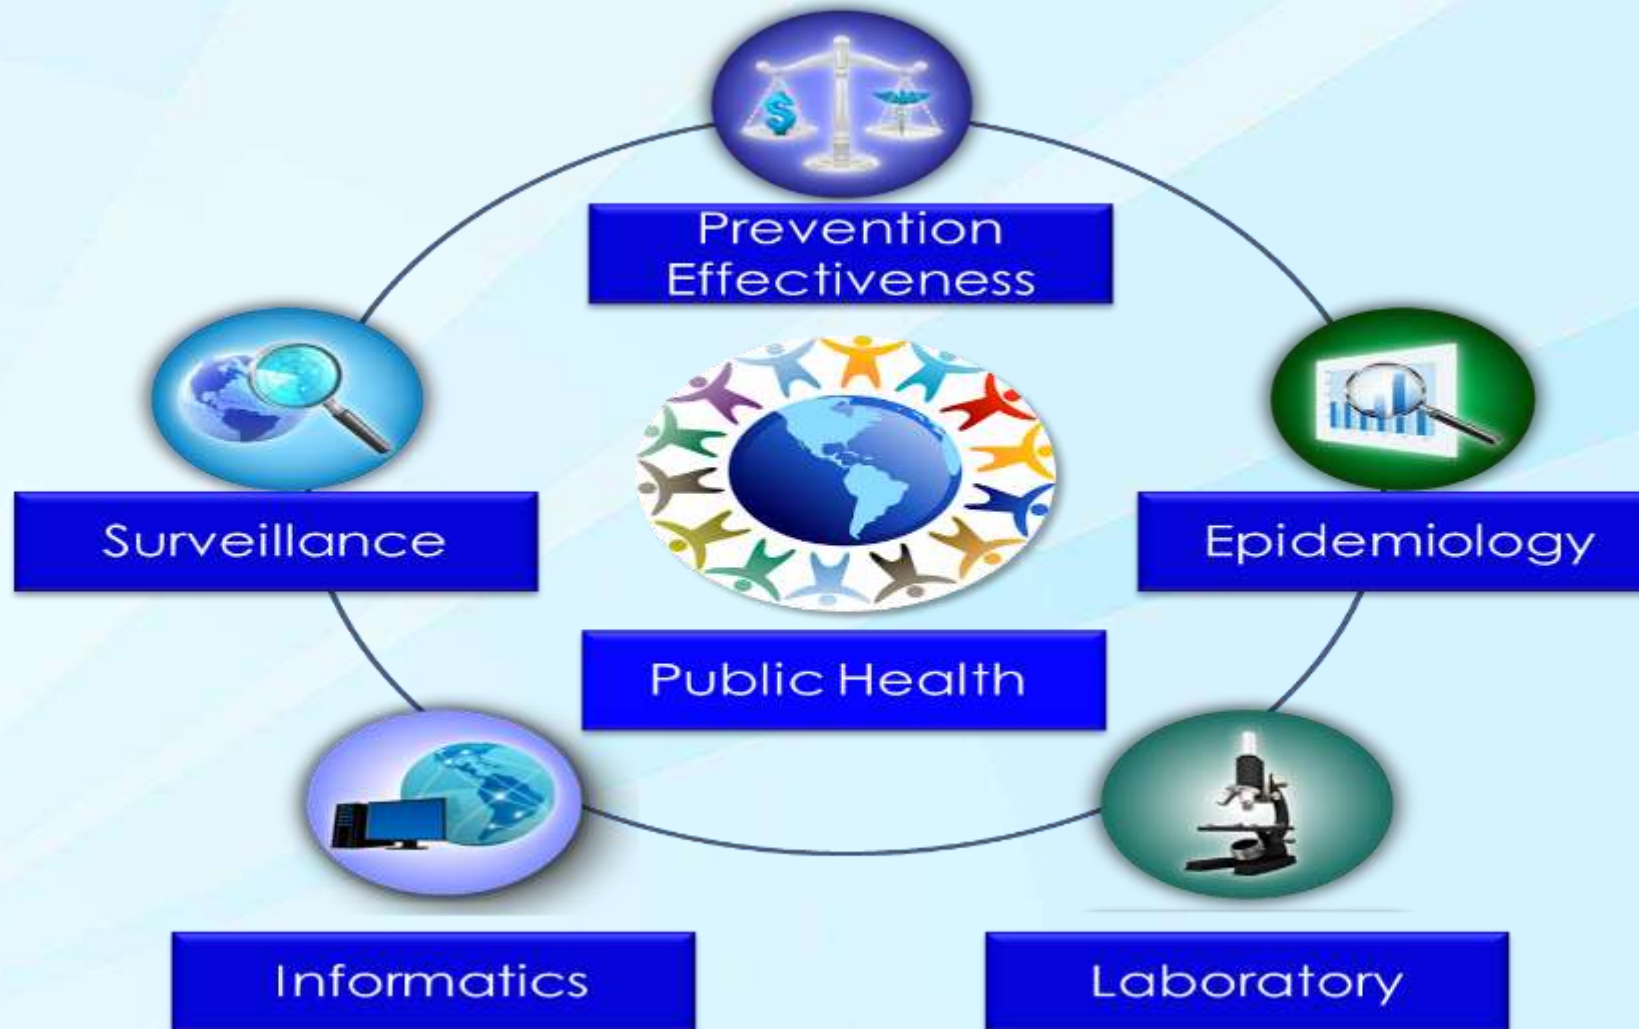 Prevention
Effectiveness
Surveillance
Epidemiology
Public Health
Informatics
Laboratory